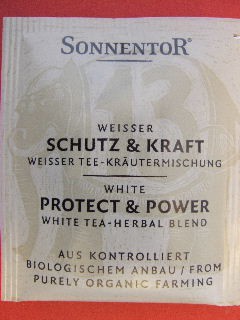 SONNENTOR®
13
WEISSER
SCHUTZ & KRAFT
WEISSER TEE-KRÄUTERMISCHUNG
WHITE
PROTECT & POWER
WHITE TEA-HERBAL BLEND
AUS KONTROLLIERT
BIOLOGISCHEM ANBAU / FROM
PURELY ORGANIC FARMING